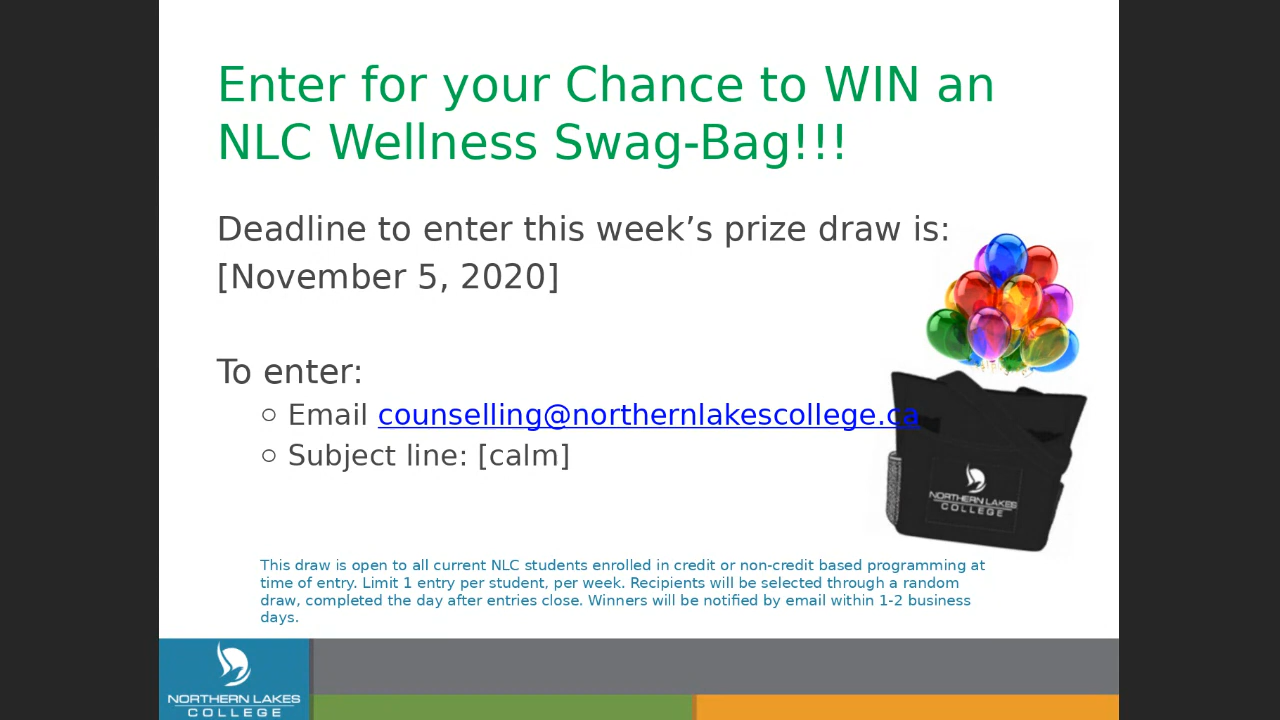 Enter for your Chance to WIN an
NLC Wellness Swag-Bag!!!
Deadline to enter this week’s prize draw is:
[November 5, 2020]
To enter:
○ Email counselling@northernlakescollege.ca
○ Subject line: [calm]
NORTHERN LAKES
COLLEGE
This draw is open to all current NLC students enrolled in credit or non-credit based programming at
time of entry. Limit 1 entry per student, per week. Recipients will be selected through a random
draw, completed the day after entries close. Winners will be notified by email within 1-2 business
days.
NORTHERN LAKES
COLLEGE